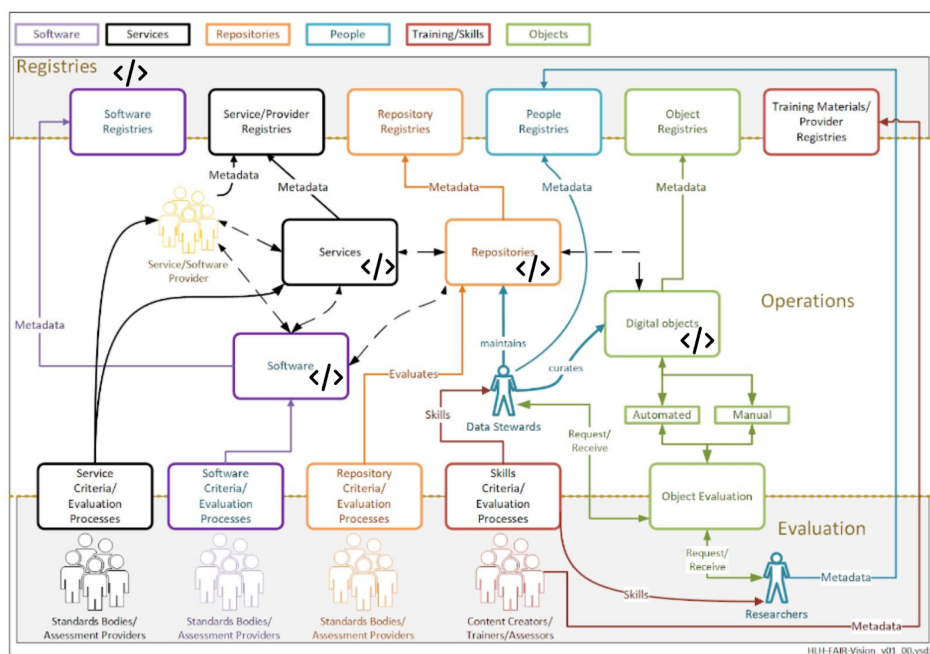 Software
Services
Repositories
People
Training/Skills
Objects
Registries
</>
Software
Registries
Service/Provider
Registries
Repository
Registries
People
Registries
Object
Registries
Training Materials/
Provider
Registries
Metadata
Metadata
Metadata
Metadata
Metadata
Service/Software
Provider
Services
</>
Repositories
</>
Operations
Metadata
Digital objects
</>
Software
</>
maintains
curates
Evaluates
Skills
Data Stewards
Automated
Manual
Request/
Receive
Service
Criteria/
Evaluation
Processes
Software
Criteria/
Evaluation
Processes
Repository
Criteria/
Evaluation
Processes
Skills
Criteria/
Evaluation
Processes
Object Evaluation
Evaluation
Request/
Receive
Metadata
Skills
Researchers
Metadata
Standards Bodies/
Assessment Providers
Standards Bodies/
Assessment Providers
Standards Bodies/
Assessment Providers
Content Creators/
Trainers/Assessors
HLH-FAIR-Vision_v01_00.vsd